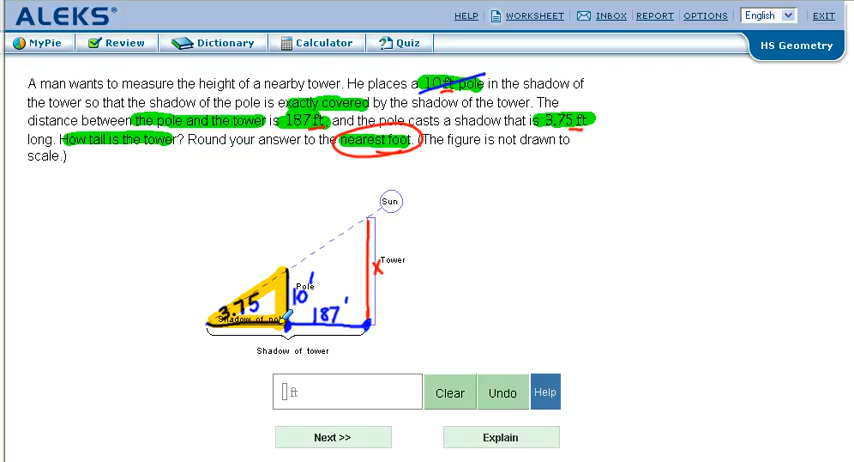 ALEKS®
HELP WORKSHEET INBOX REPORT OPTIONS English EXIT
MyPie Review Dictionary Calculator Quiz HS Geometry
A man wants to measure the height of a nearby tower. He places a 10 ft pole in the shadow of
the tower so that the shadow of the pole is exactly covered by the shadow of the tower. The
distance between the pole and the tower is 187 ft, and the pole casts a shadow that is 3.75 ft
long. How tall is the tower? Round your answer to the nearest foot. (The figure is not drawn to
scale.)
Sun
Tower
X
Pole
10'
3.75
187'
Shadow of pol
Shadow of tower
ft
Clear Undo Help
Next >> Explain